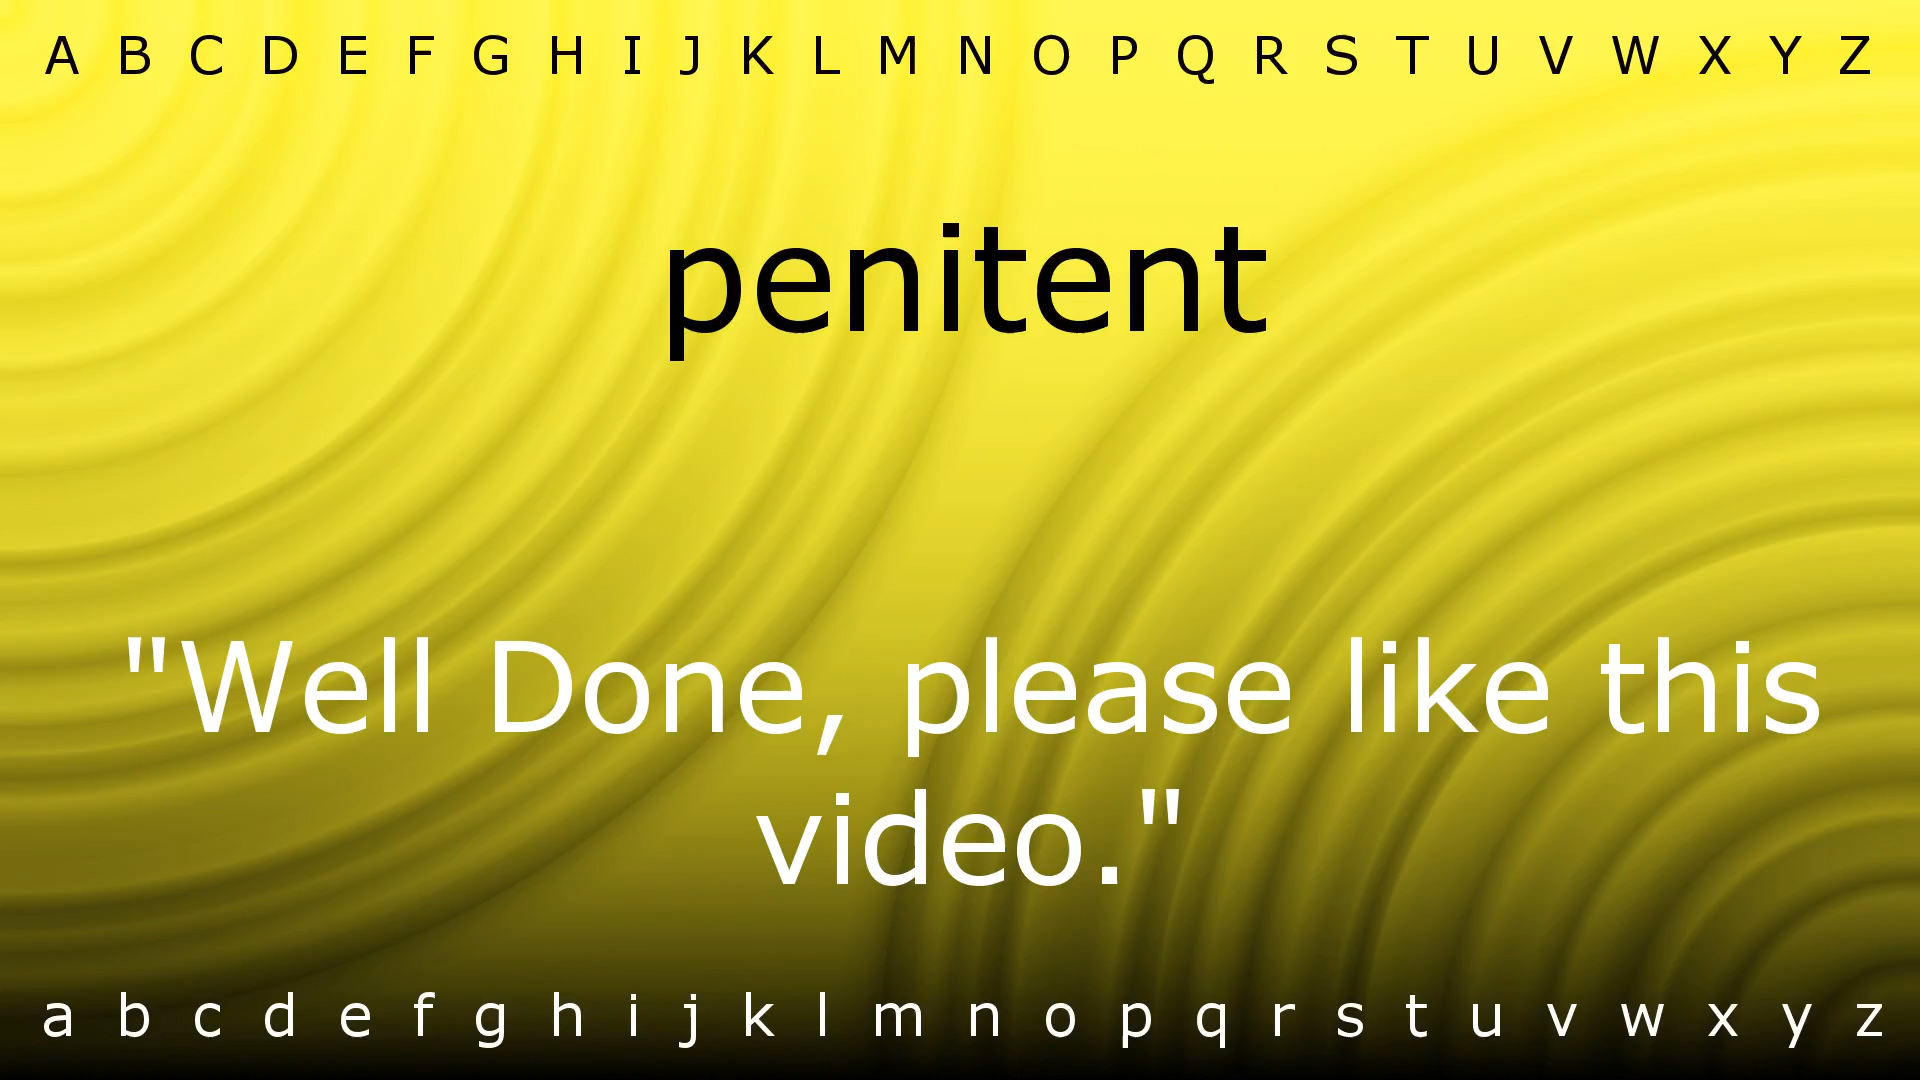 A B C D E F G H I J K L M N O P Q R S T U V W X Y Z
penitent
"Well Done, please like this
video."
a b c d e f g h i j k l m n o p q r s t u v w x y z